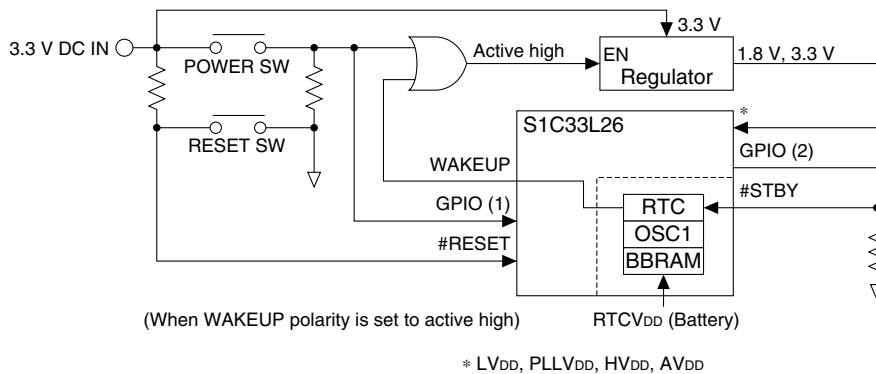 3.3 V
3.3 V DC IN
POWER SW
Active high
EN
Regulator
1.8 V, 3.3 V
RESET SW
S1C33L26
*
WAKEUP
GPIO (2)
#STBY
GPIO (1)
RTC
OSC1
#RESET
BBRAM
(When WAKEUP polarity is set to active high)
RTCVDD (Battery)
* LVDD, PLLVDD, HVDD, AVDD